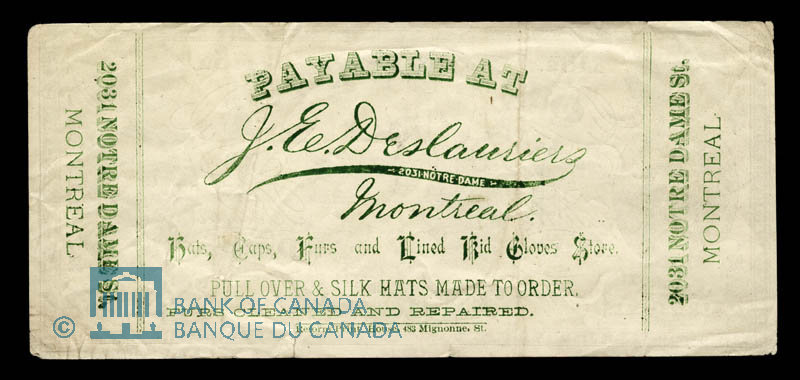 PAYABLE AT
J. E. Deslauriers
2031 NOTRE DAME
Montreal.
Hats, Caps, Furs and Lined Kid Gloves Store.
PULL OVER & SILK HATS MADE TO ORDER.
FURS CLEANED AND REPAIRED.
Mignonne, St.
2031 NOTRE DAME St.
MONTREAL
2031 NOTRE DAME St.
MONTREAL
© BANK OF CANADA
BANQUE DU CANADA